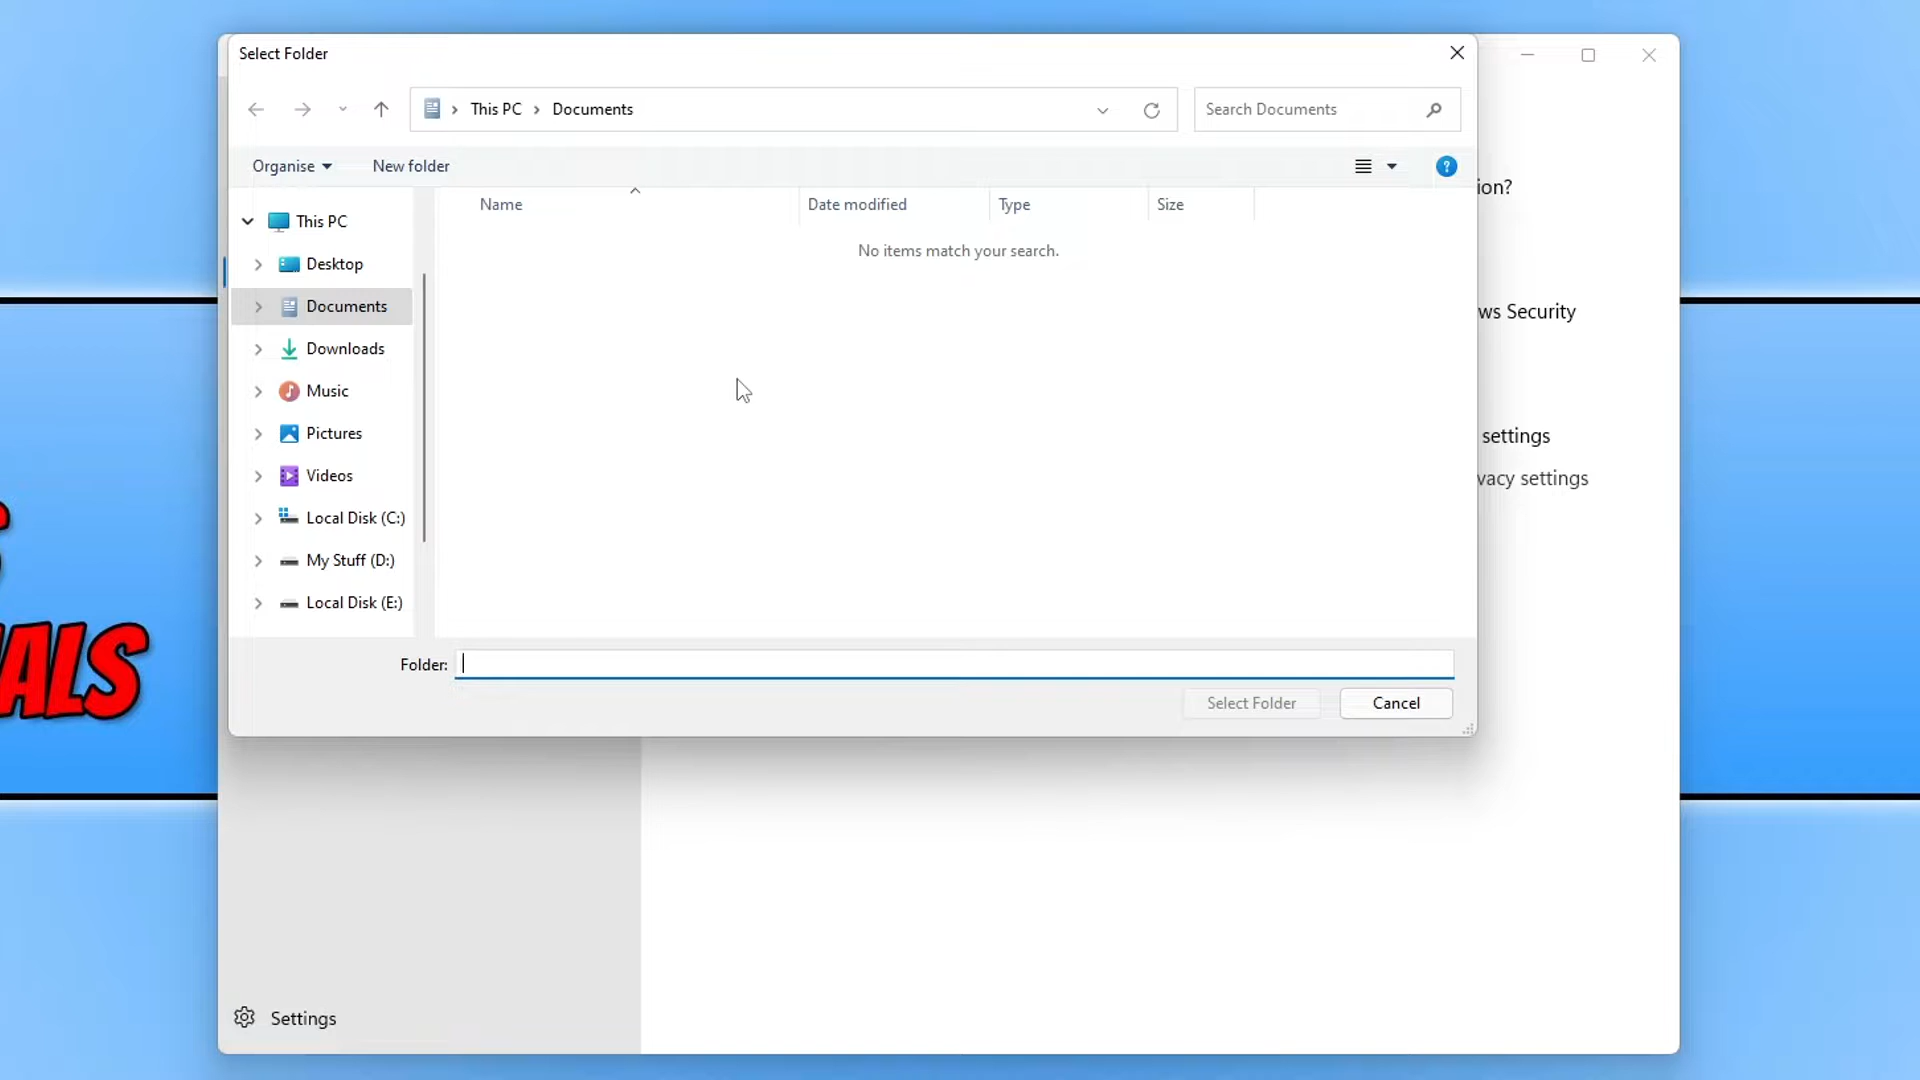 Select Folder
This PC > Documents
Search Documents
Organise
New folder
Name
Date modified
Type
Size
No items match your search.
This PC
Desktop
Documents
Downloads
Music
Pictures
Videos
Local Disk (C:)
My Stuff (D:)
Local Disk (E:)
Folder:
Select Folder
Cancel
ion?
ws Security
settings
vacy settings
Settings
S
ALS